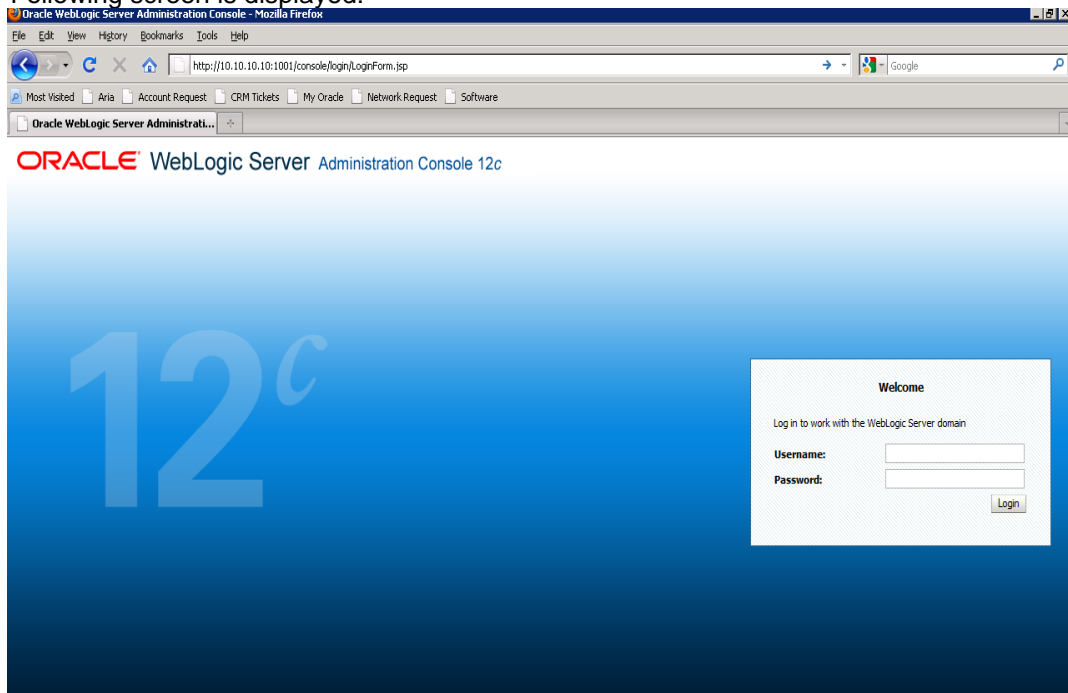 Following screen is displayed:
Oracle WebLogic Server Administration Console - Mozilla Firefox
File Edit View History Bookmarks Tools Help
http://10.10.10.10:1001/console/login/LoginForm.jsp
Google
Most Visited Aria Account Request CRM Tickets My Oracle Network Request Software
Oracle WebLogic Server Administrati...
ORACLE WebLogic Server Administration Console 12c
12c
Welcome
Log in to work with the WebLogic Server domain
Username:
Password:
Login